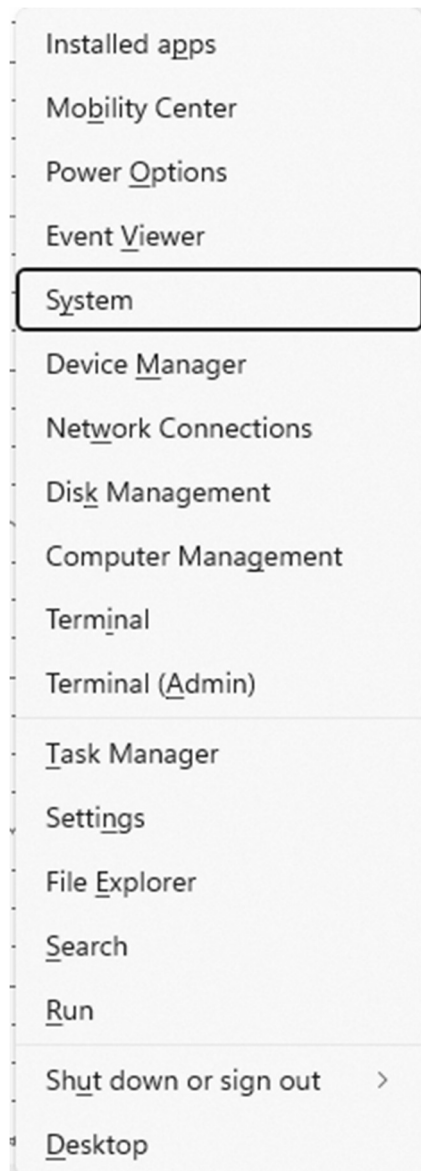 Installed apps
Mobility Center
Power Options
Event Viewer
System
Device Manager
Network Connections
Disk Management
Computer Management
Terminal
Terminal (Admin)
Task Manager
Settings
File Explorer
Search
Run
Shut down or sign out
Desktop